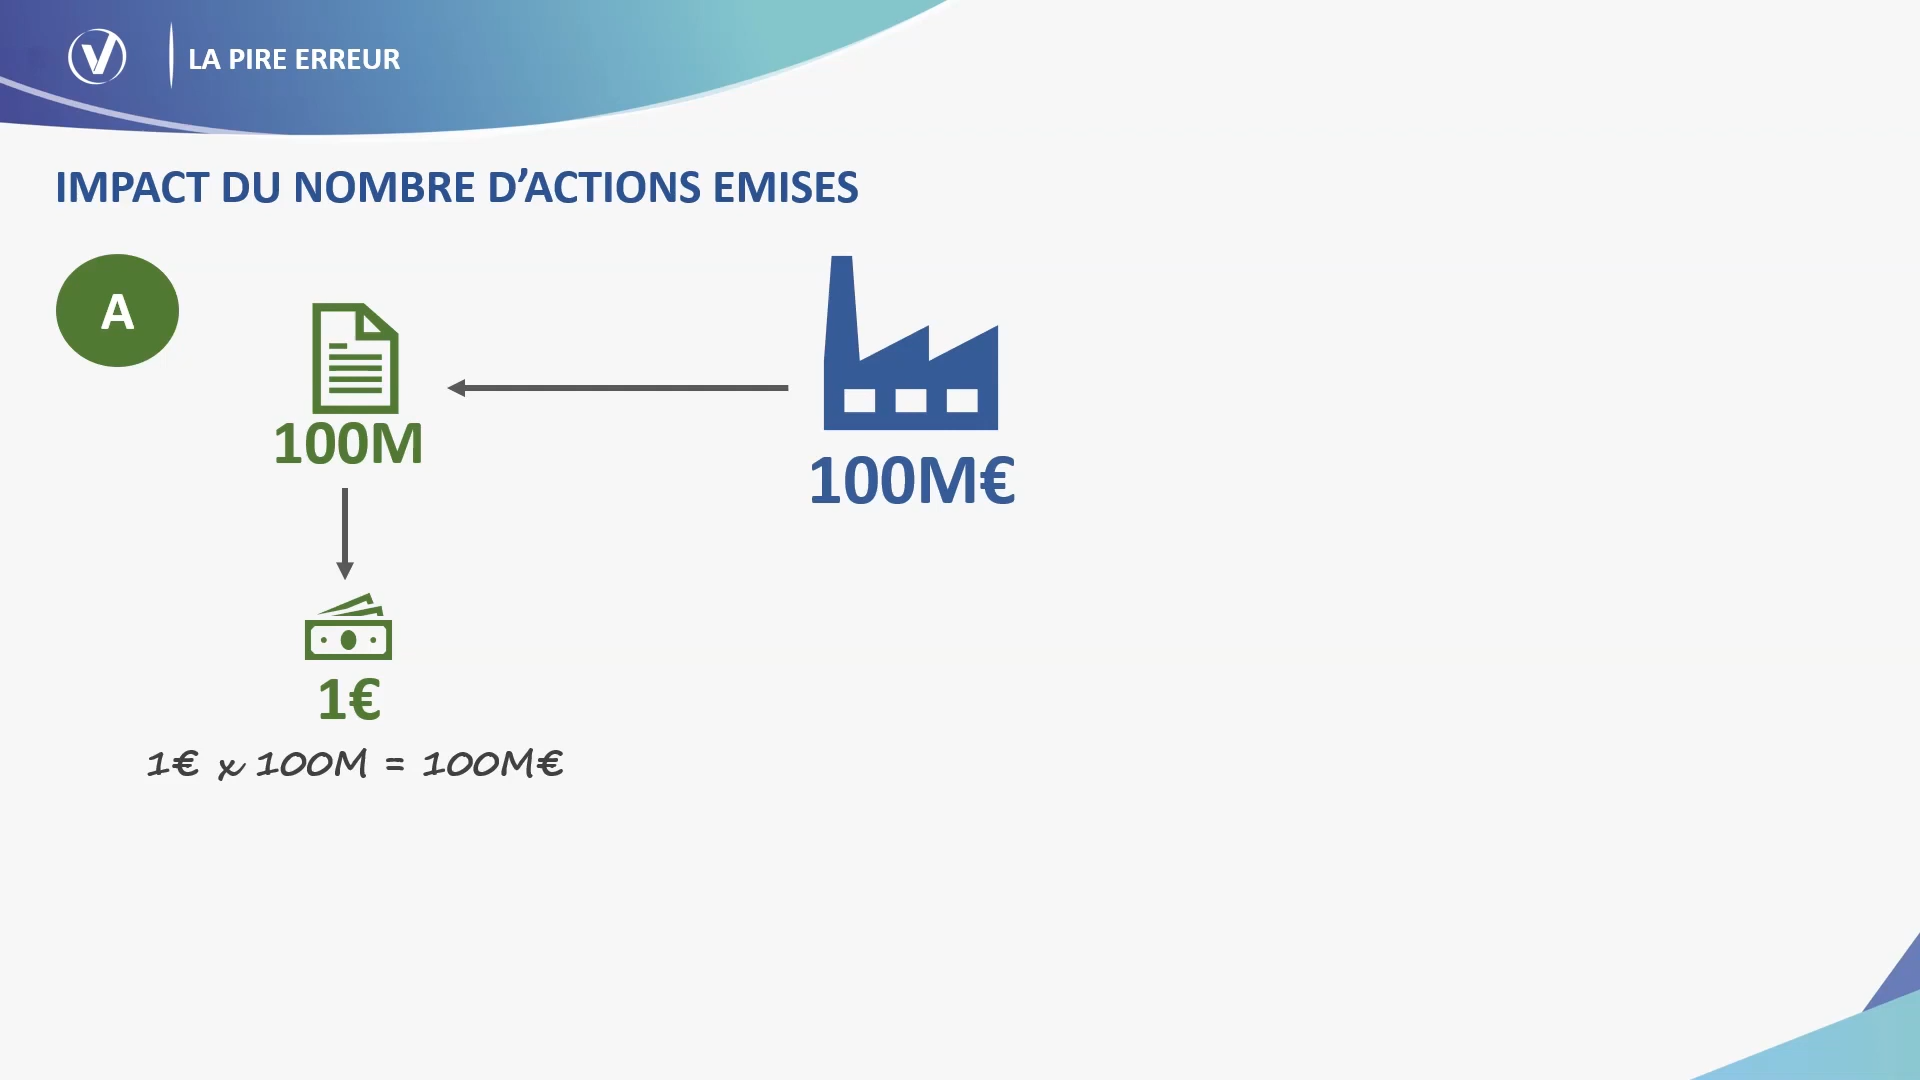 LA PIRE ERREUR
IMPACT DU NOMBRE D’ACTIONS EMISES
A
100M
100M€
1€
1€ x 100M = 100M€